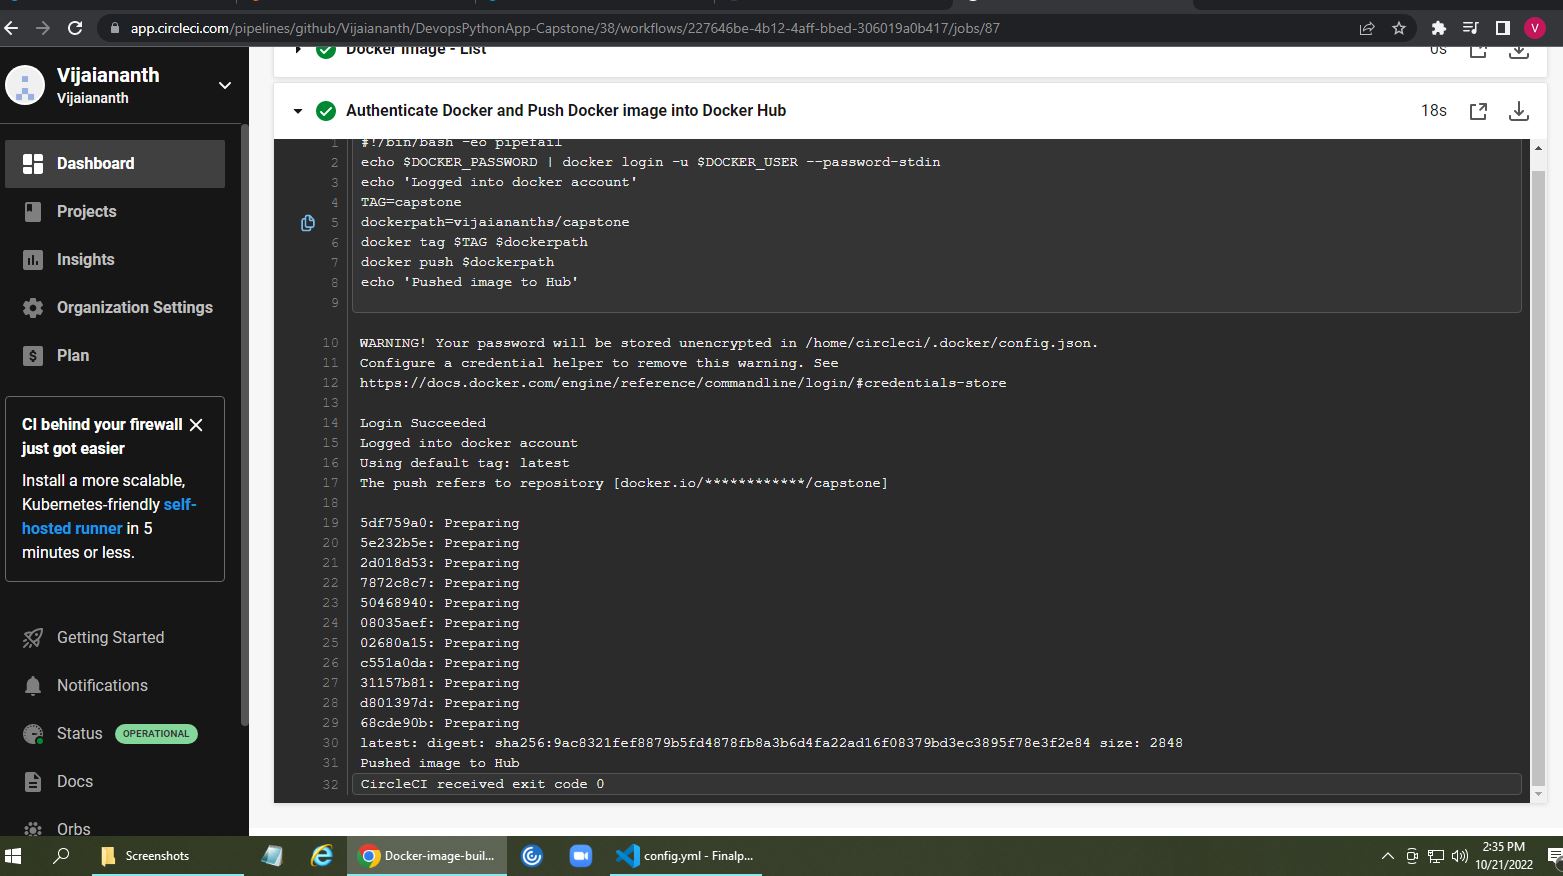 app.circleci.com/pipelines/github/Vijaiananth/DevopsPythonApp-Capstone/38/workflows/227646be-4b12-4aff-bbed-306019a0b417/jobs/87
V
Vijaiananth
Vijaiananth
Dashboard
Projects
Insights
Organization Settings
Plan
CI behind your firewall
just got easier
Install a more scalable,
Kubernetes-friendly self-
hosted runner in 5
minutes or less.
Getting Started
Notifications
Status OPERATIONAL
Docs
Orbs
Docker Image - List 0s
Authenticate Docker and Push Docker image into Docker Hub 18s
1 #!/bin/bash -eo pipefail
2 echo $DOCKER_PASSWORD | docker login -u $DOCKER_USER --password-stdin
3 echo 'Logged into docker account'
4 TAG=capstone
5 dockerpath=vijaiananths/capstone
6 docker tag $TAG $dockerpath
7 docker push $dockerpath
8 echo 'Pushed image to Hub'
9
10 WARNING! Your password will be stored unencrypted in /home/circleci/.docker/config.json.
11 Configure a credential helper to remove this warning. See
12 https://docs.docker.com/engine/reference/commandline/login/#credentials-store
13
14 Login Succeeded
15 Logged into docker account
16 Using default tag: latest
17 The push refers to repository [docker.io/************/capstone]
18
19 5df759a0: Preparing
20 5e232b5e: Preparing
21 2d018d53: Preparing
22 7872c8c7: Preparing
23 50468940: Preparing
24 08035aef: Preparing
25 02680a15: Preparing
26 c551a0da: Preparing
27 31157b81: Preparing
28 d801397d: Preparing
29 68cde90b: Preparing
30 latest: digest: sha256:9ac8321fef8879b5fd4878fb8a3b6d4fa22ad16f08379bd3ec3895f78e3f2e84 size: 2848
31 Pushed image to Hub
32 CircleCI received exit code 0
Screenshots
Docker-image-buil...
config.yml - Finalp...
2:35 PM
10/21/2022